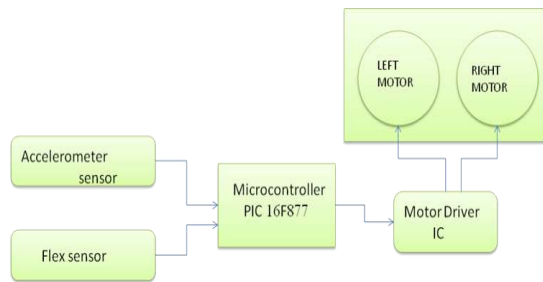 LEFT
MOTOR
RIGHT
MOTOR
Accelerometer
sensor
Microcontroller
PIC 16F877
Motor Driver
IC
Flex sensor